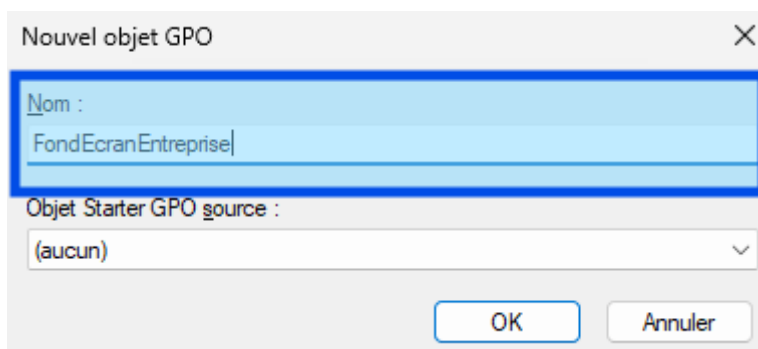 Nouvel objet GPO
Nom :
FondEcranEntreprise
Objet Starter GPO source :
(aucun)
OK
Annuler